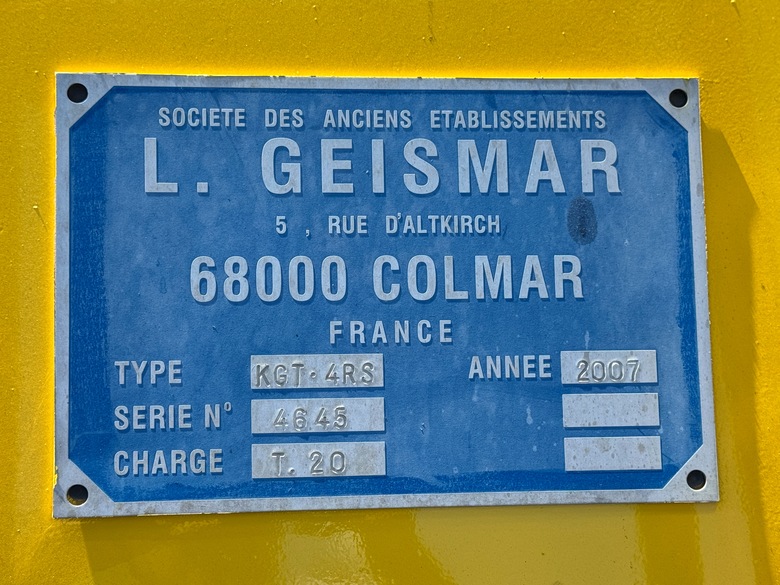 SOCIETE DES ANCIENS ETABLISSEMENTS
L. GEISMAR
5 , RUE D'ALTKIRCH
68000 COLMAR
FRANCE
TYPE KGT·4RS ANNEE 2007
SERIE Nº 4645
CHARGE T. 20